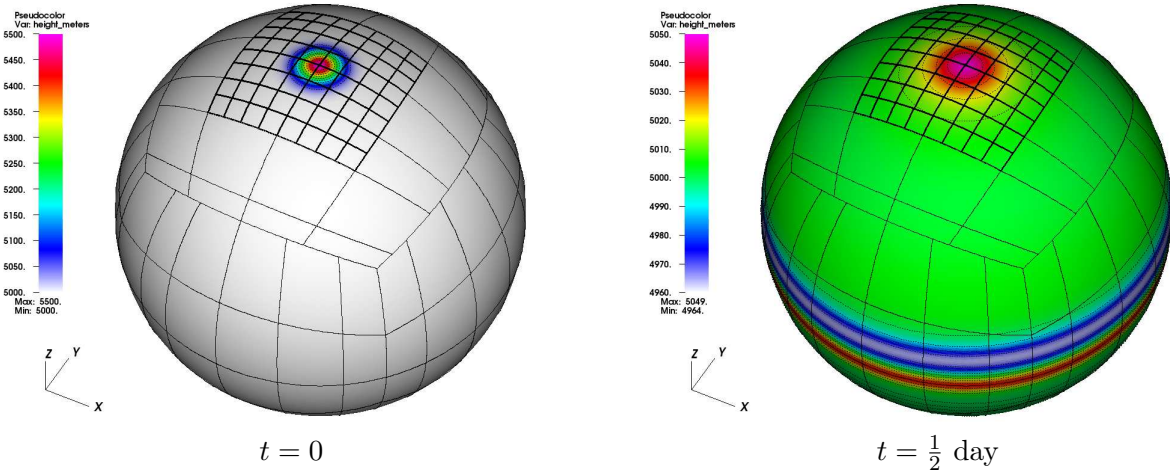 Pseudocolor
Var: height_meters
5500.
5450.
5400.
5350.
5300.
5250.
5200.
5150.
5100.
5050.
5000.
Max: 5500.
Min: 5000.
Z
Y
X
t = 0
Pseudocolor
Var: height_meters
5050.
5040.
5030.
5020.
5010.
5000.
4990.
4980.
4970.
4960.
Max: 5049.
Min: 4964.
Z
Y
X
t = 1/2 day